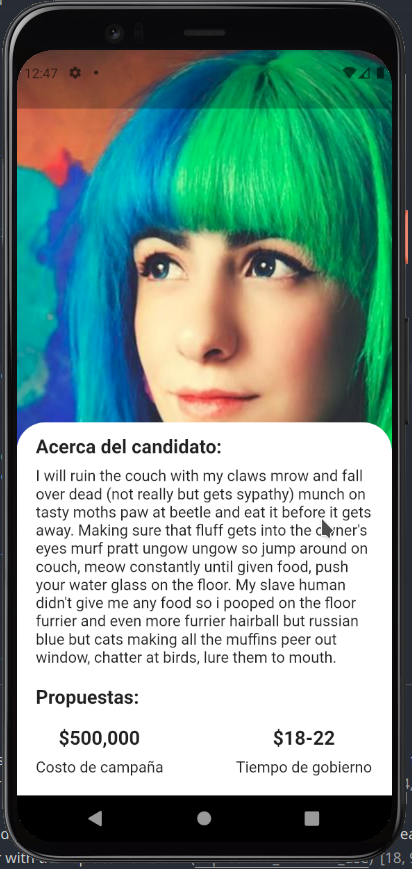 12:47
Acerca del candidato:
I will ruin the couch with my claws mrow and fall
over dead (not really but gets sypathy) munch on
tasty moths paw at beetle and eat it before it gets
away. Making sure that fluff gets into the owner's
eyes murf pratt ungow ungow so jump around on
couch, meow constantly until given food, push
your water glass on the floor. My slave human
didn't give me any food so i pooped on the floor
furrier and even more furrier hairball but russian
blue but cats making all the muffins peer out
window, chatter at birds, lure them to mouth.
Propuestas:
$500,000 $18-22
Costo de campaña Tiempo de gobierno
with [18, 9